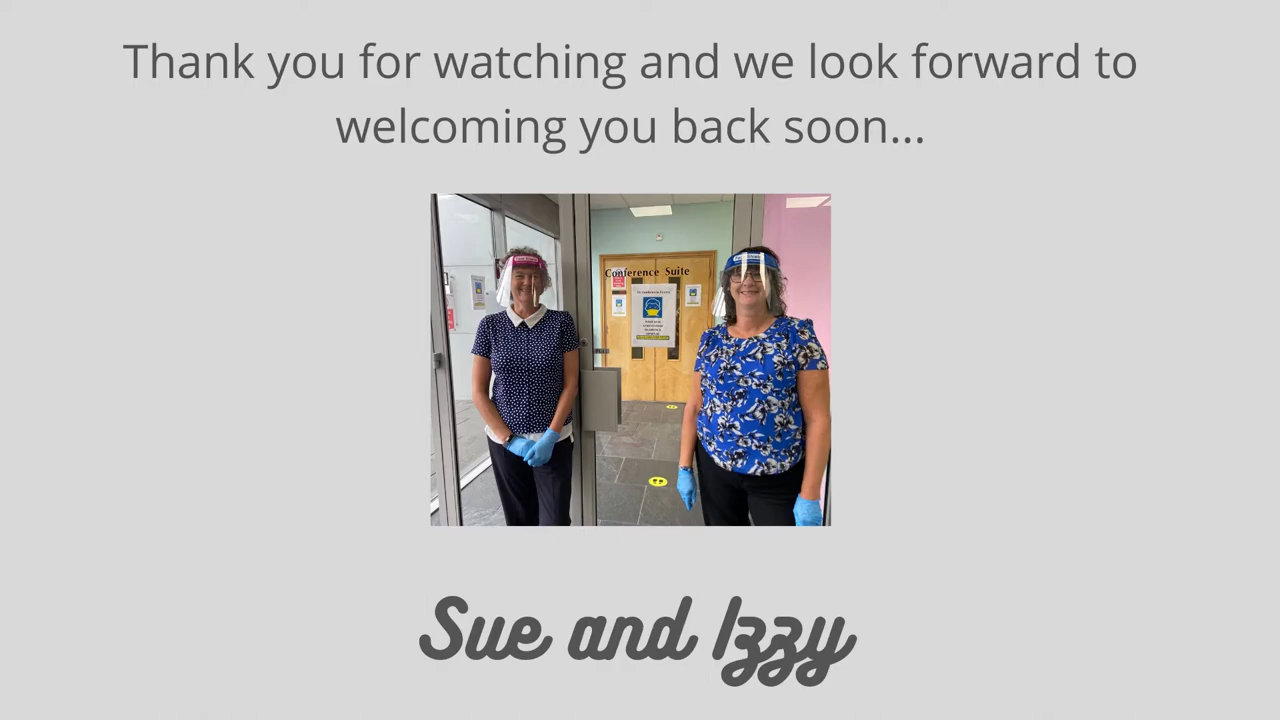 Thank you for watching and we look forward to
welcoming you back soon...
Conference Suite
Sue and Izzy